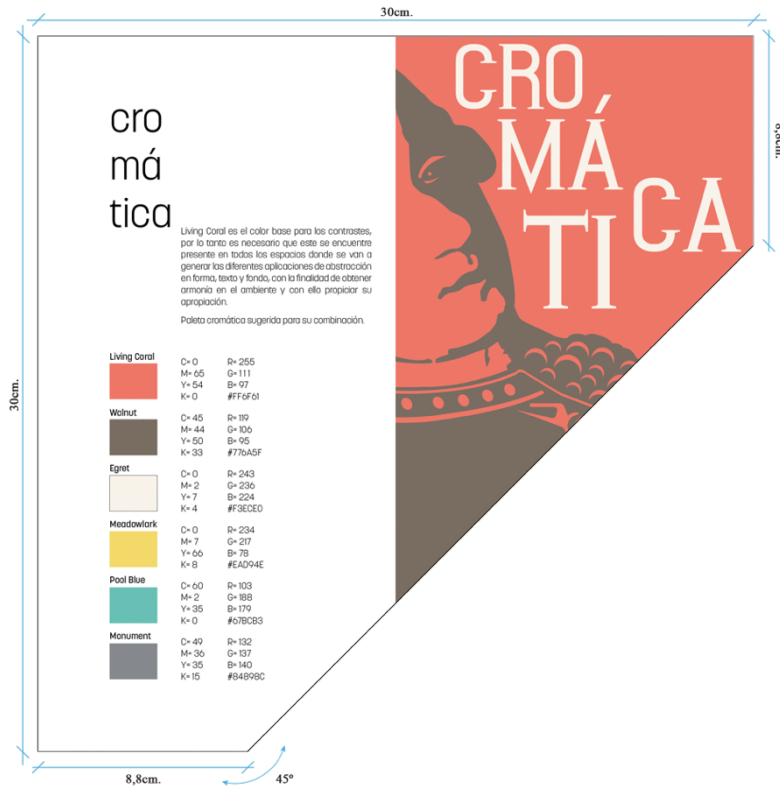 30cm.
cro
má
tica
Living Coral es el color base para los contrastes,
por lo tanto es necesario que este se encuentre
presente en todos los espacios donde se van a
generar las diferentes aplicaciones de abstracción
en forma, texto y fondo, con la finalidad de obtener
armonía en el ambiente y con ello propiciar su
apropiación.
Paleta cromática sugerida para su combinación.
CRO
MÁ
TI
CA
30cm.
Living Coral
C= 0 R= 255
M= 65 G= 111
Y= 54 B= 97
K= 0 #FF6F61
Walnut
C= 45 R= 119
M= 44 G= 106
Y= 50 B= 95
K= 33 #776A5F
Egret
C= 0 R= 243
M= 2 G= 236
Y= 7 B= 224
K= 4 #F3ECE0
Meadowlark
C= 0 R= 234
M= 7 G= 217
Y= 66 B= 78
K= 8 #EAD94E
Pool Blue
C= 60 R= 103
M= 2 G= 188
Y= 35 B= 179
K= 0 #67BCB3
Monument
C= 49 R= 132
M= 36 G= 137
Y= 35 B= 140
K= 15 #84898C
8,8cm.
45º